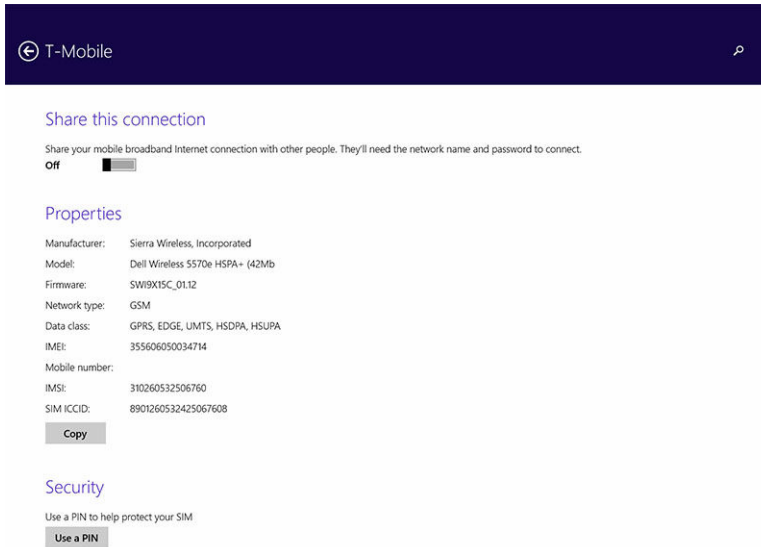 T-Mobile
Share this connection
Share your mobile broadband Internet connection with other people. They'll need the network name and password to connect.
Off
Properties
Manufacturer: Sierra Wireless, Incorporated
Model: Dell Wireless 5570e HSPA+ (42Mb
Firmware: SWI9X15C_01.12
Network type: GSM
Data class: GPRS, EDGE, UMTS, HSDPA, HSUPA
IMEI: 355606050034714
Mobile number:
IMSI: 310260532506760
SIM ICCID: 8901260532425067608
Copy
Security
Use a PIN to help protect your SIM
Use a PIN